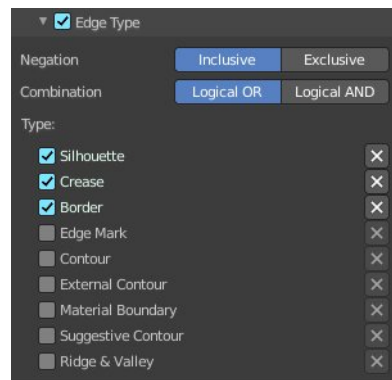 Edge Type
Negation Inclusive Exclusive
Combination Logical OR Logical AND
Type:
Silhouette
Crease
Border
Edge Mark
Contour
External Contour
Material Boundary
Suggestive Contour
Ridge & Valley